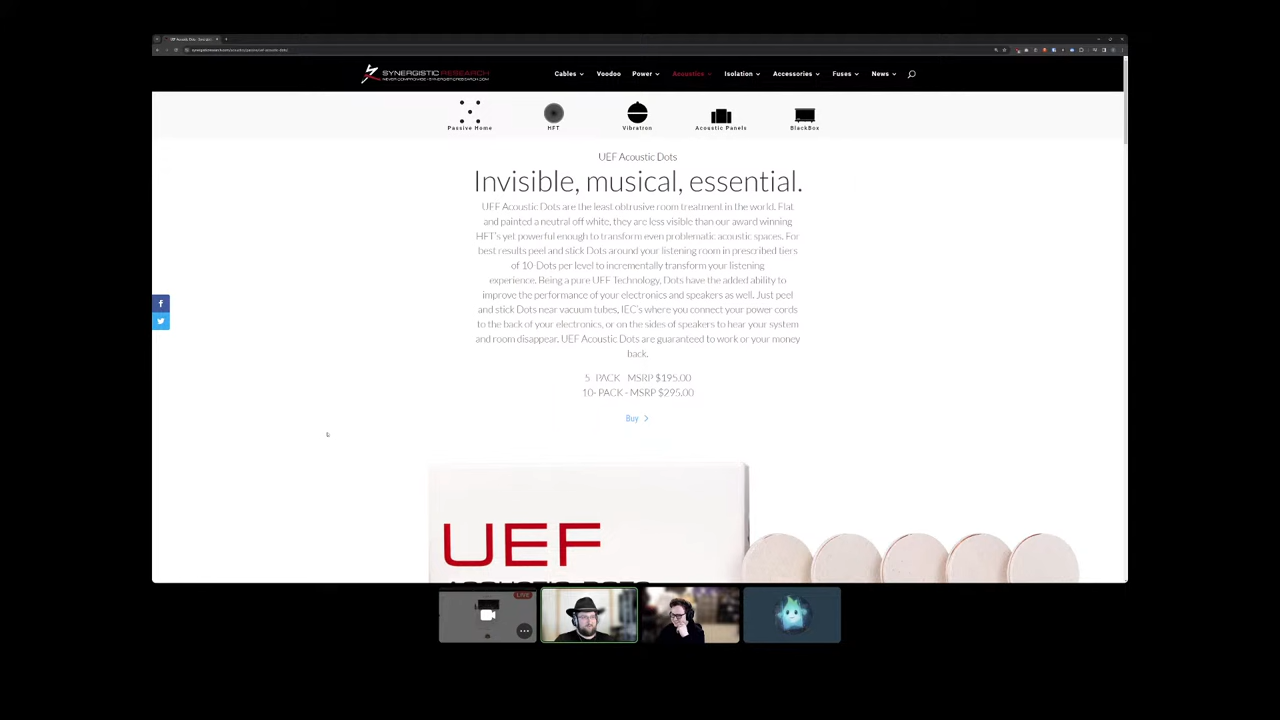 SYNERGISTIC RESEARCH
Cables
Voodoo
Power
Acoustics
Isolation
Accessories
Fuses
News
Passive Home
HFT
Vibratron
Acoustic Panels
BlackBox
UEF Acoustic Dots
Invisible, musical, essential.
UEF Acoustic Dots are the least obtrusive room treatment in the world. Flat
and painted a neutral off white, they are less visible than our award winning
HFT's yet powerful enough to transform even problematic acoustic spaces. For
best results peel and stick Dots around your listening room in prescribed tiers
of 10-Dots per level to incrementally transform your listening
experience. Being a pure UEF Technology, Dots have the added ability to
improve the performance of your electronics and speakers as well. Just peel
and stick Dots near vacuum tubes, IEC's where you connect your power cords
to the back of your electronics, or on the sides of speakers to hear your system
and room disappear. UEF Acoustic Dots are guaranteed to work or your money
back.
5 PACK MSRP $195.00
10- PACK - MSRP $295.00
Buy
UEF
ACOUSTIC DOTS
LIVE